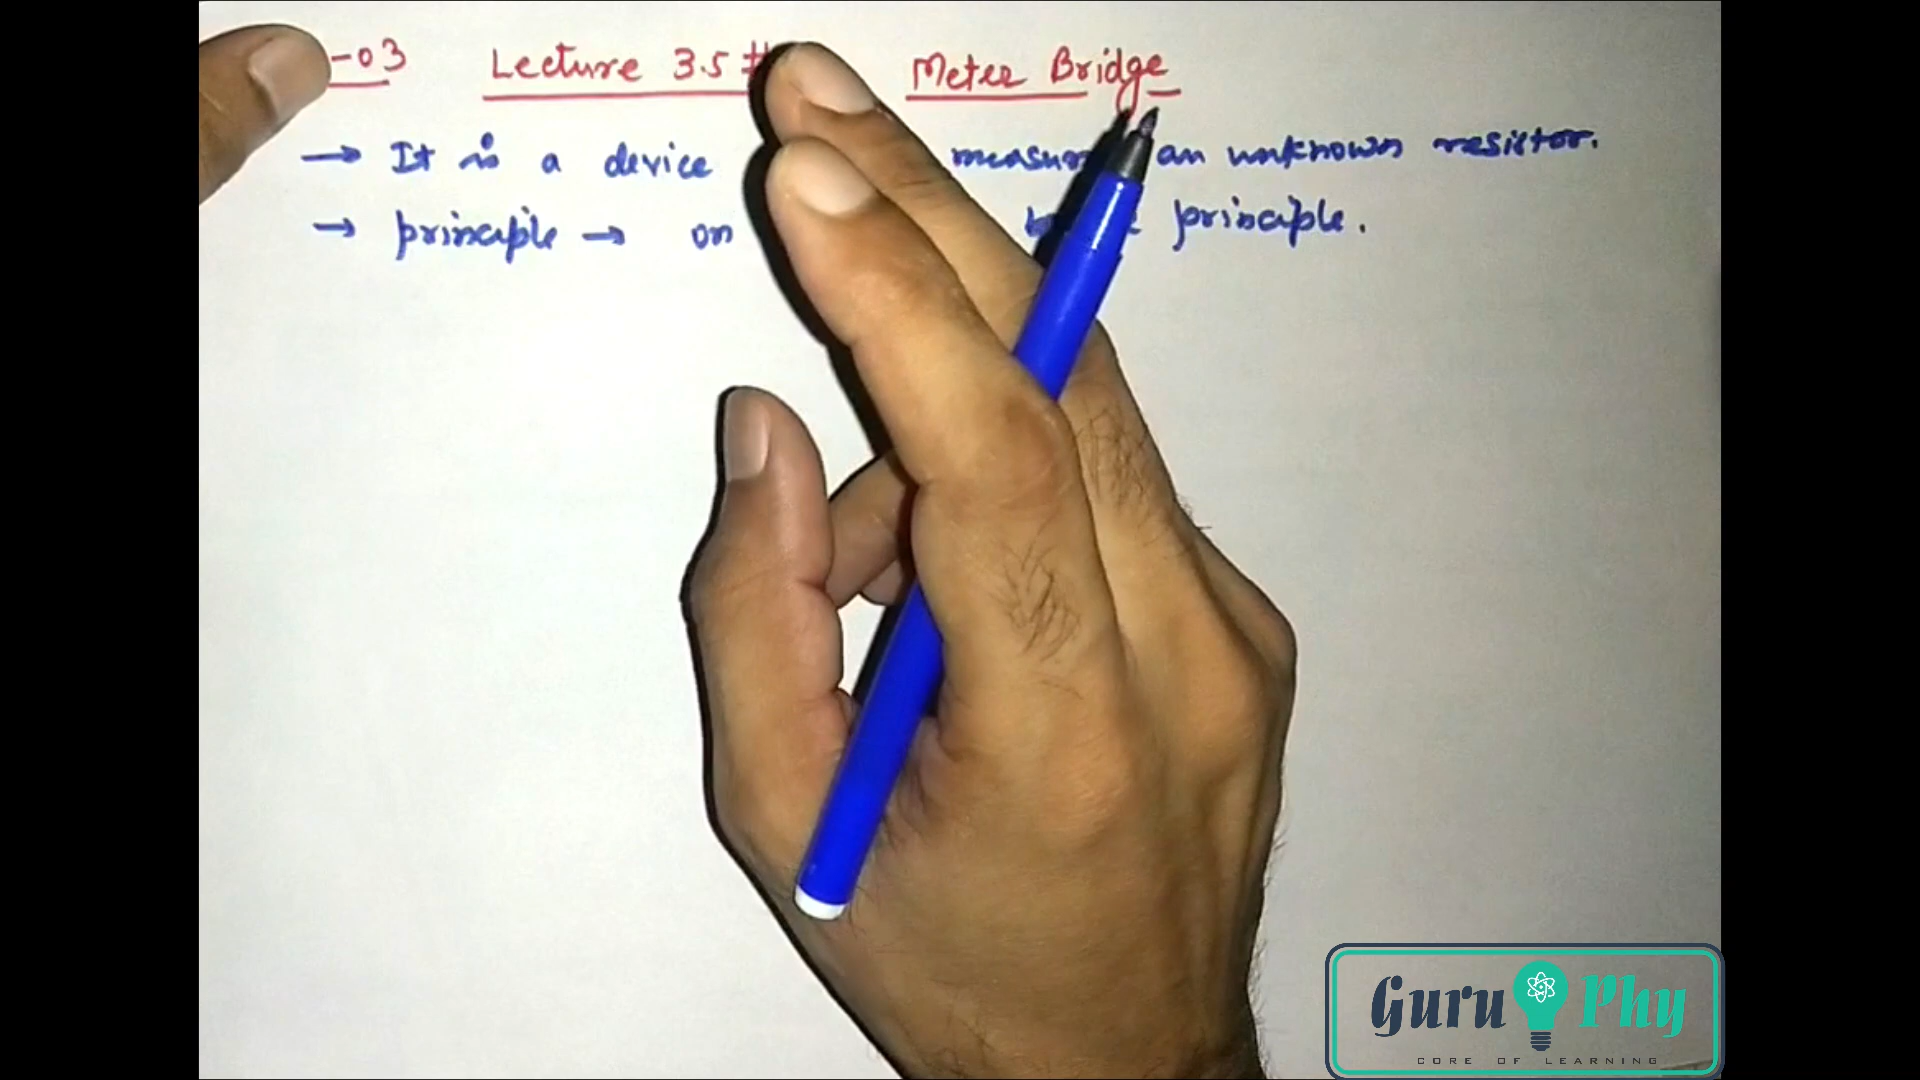 -03 Lecture 3.5 # Meter Bridge
→ It is a device measur an unknown resistor.
→ principle → on principle.
Guru Phy
CORE OF LEARNING